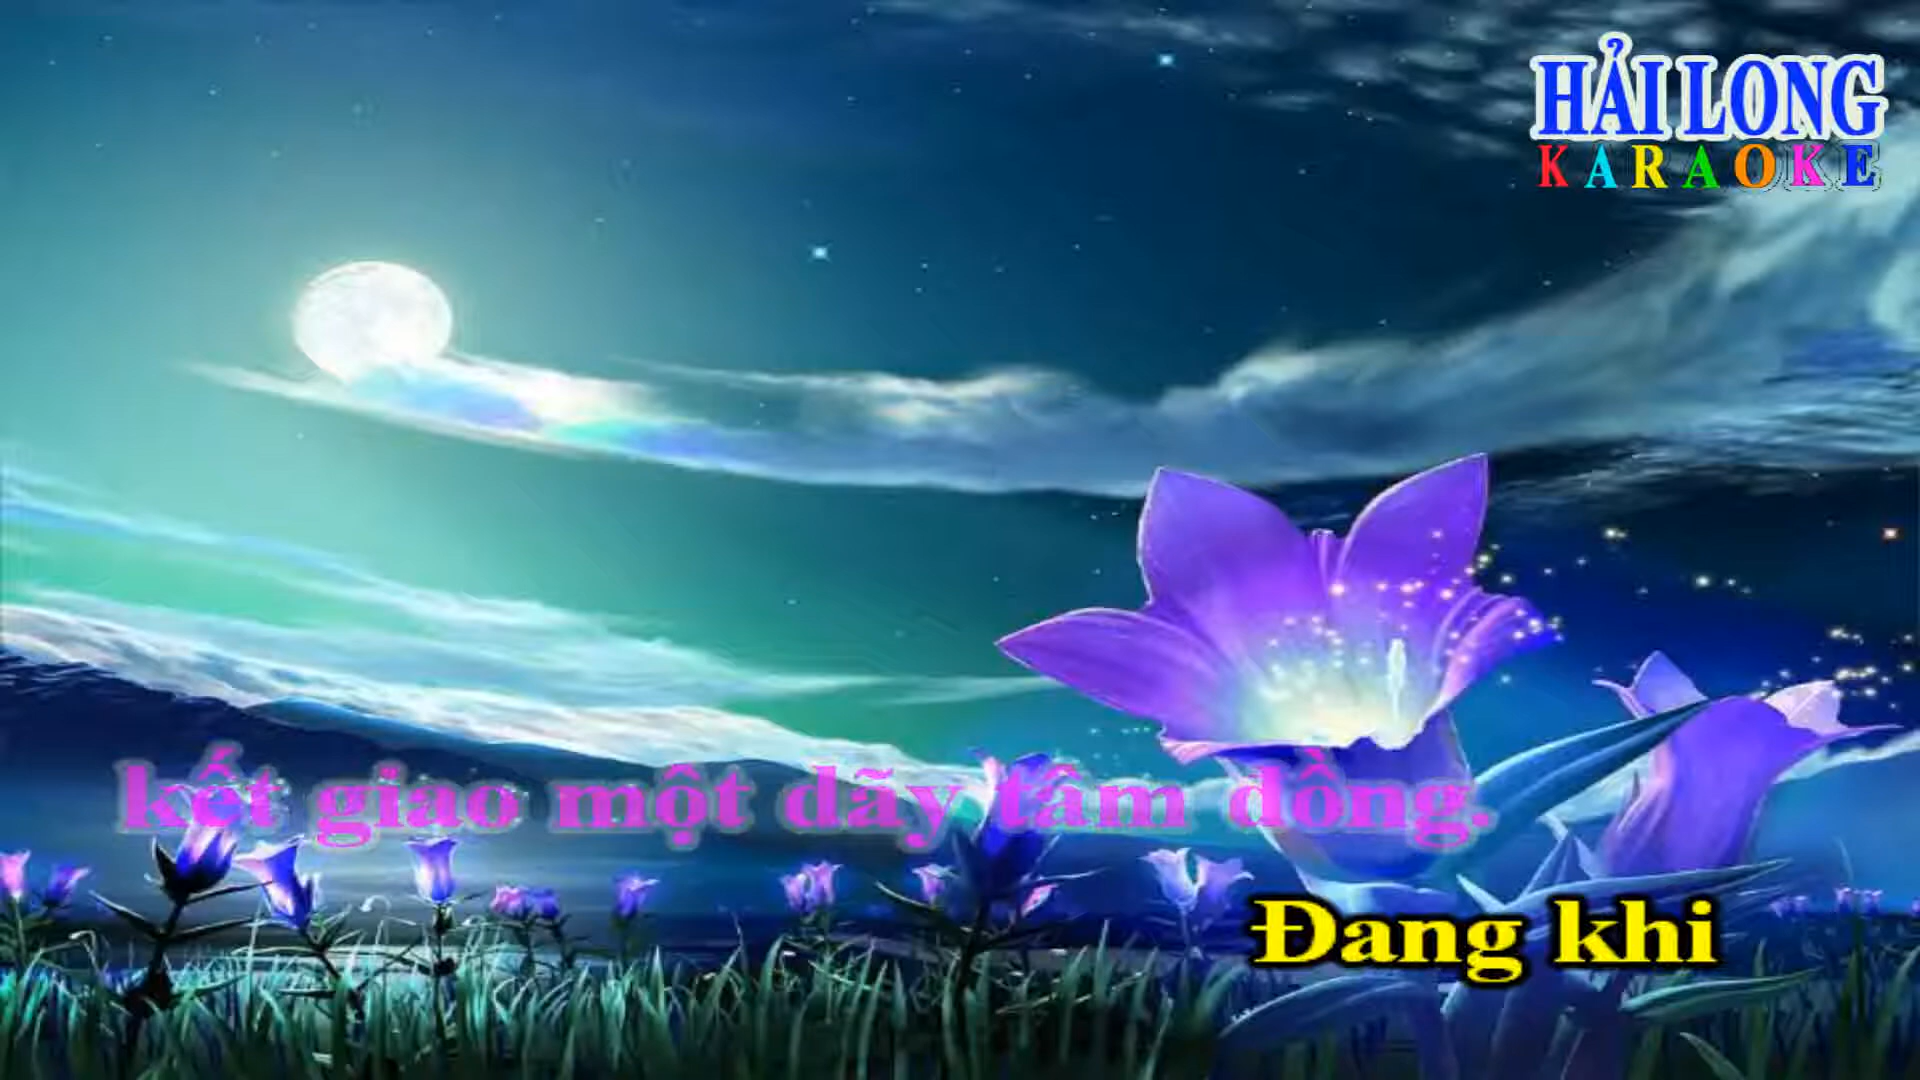 HẢI LONG
KARAOKE
kết giao một dãy tâm đồng.
Đang khi